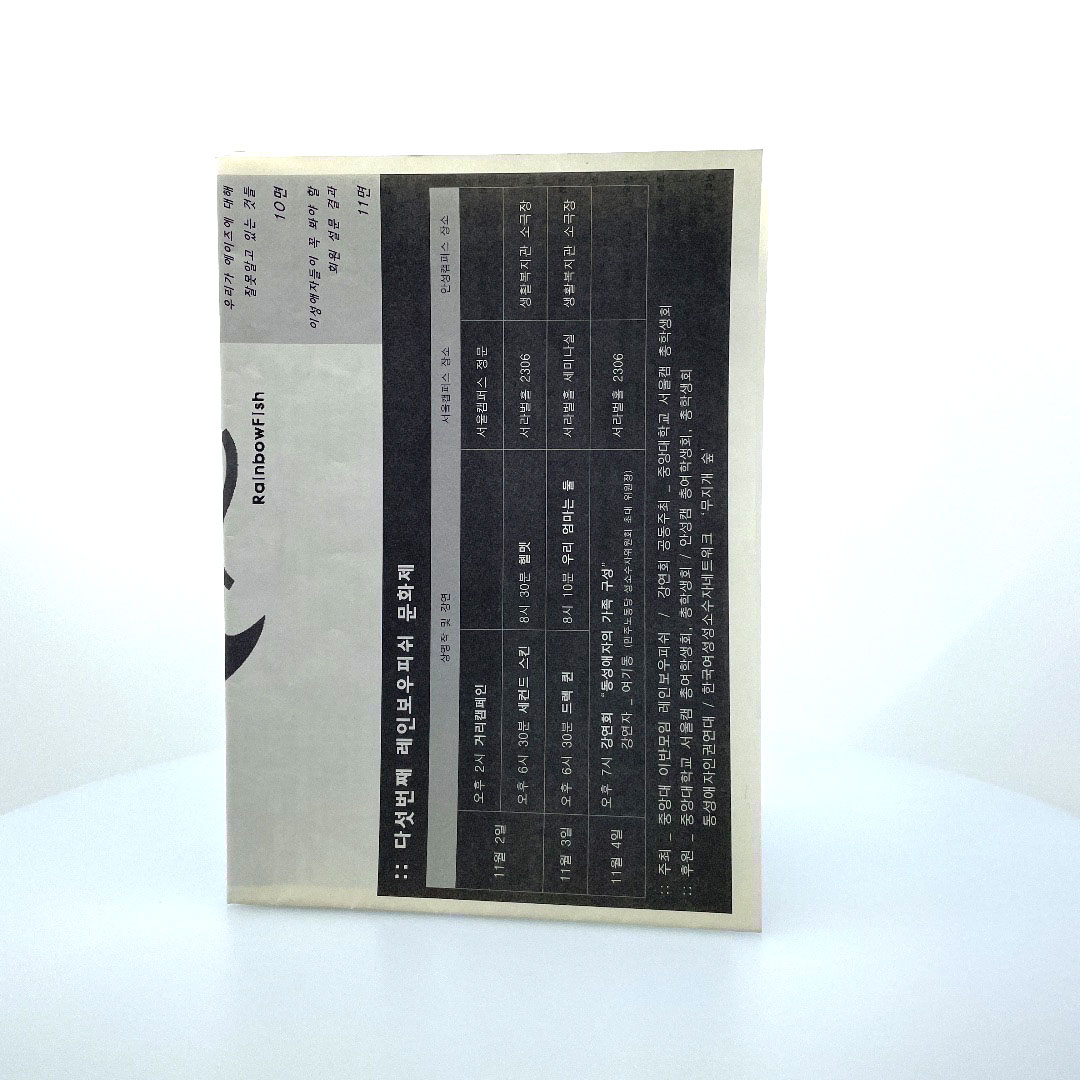 RaInbowFIsh
우리가 에이즈에 대해
잘못알고 있는 것들
10면
이성애자들이 꼭 봐야 할
회원 설문 결과
11면
:: 다섯번째 레인보우피쉬 문화제
상영작 및 강연 서울캠퍼스 장소 안성캠퍼스 장소
11월 2일 오후 2시 거리캠페인 서울캠퍼스 정문
오후 6시 30분 세컨드 스킨 8시 30분 헬멧 서라벌홀 2306 생활복지관 소극장
11월 3일 오후 6시 30분 드랙 퀸 8시 10분 우리 엄마는 둘 서라벌홀 세미나실 생활복지관 소극장
11월 4일 오후 7시 강연회 "동성애자의 가족 구성" 서라벌홀 2306
강연자 _ 여기동 (민주노동당 성소수자위원회 초대 위원장)
:: 주최 _ 중앙대 이반모임 레인보우피쉬 / 강연회 공동주최 _ 중앙대학교 서울캠 총학생회
:: 후원 _ 중앙대학교 서울캠 총여학생회, 총학생회 / 안성캠 총여학생회, 총학생회
동성애자인권연대 / 한국여성성소수자네트워크 '무지개 숲'